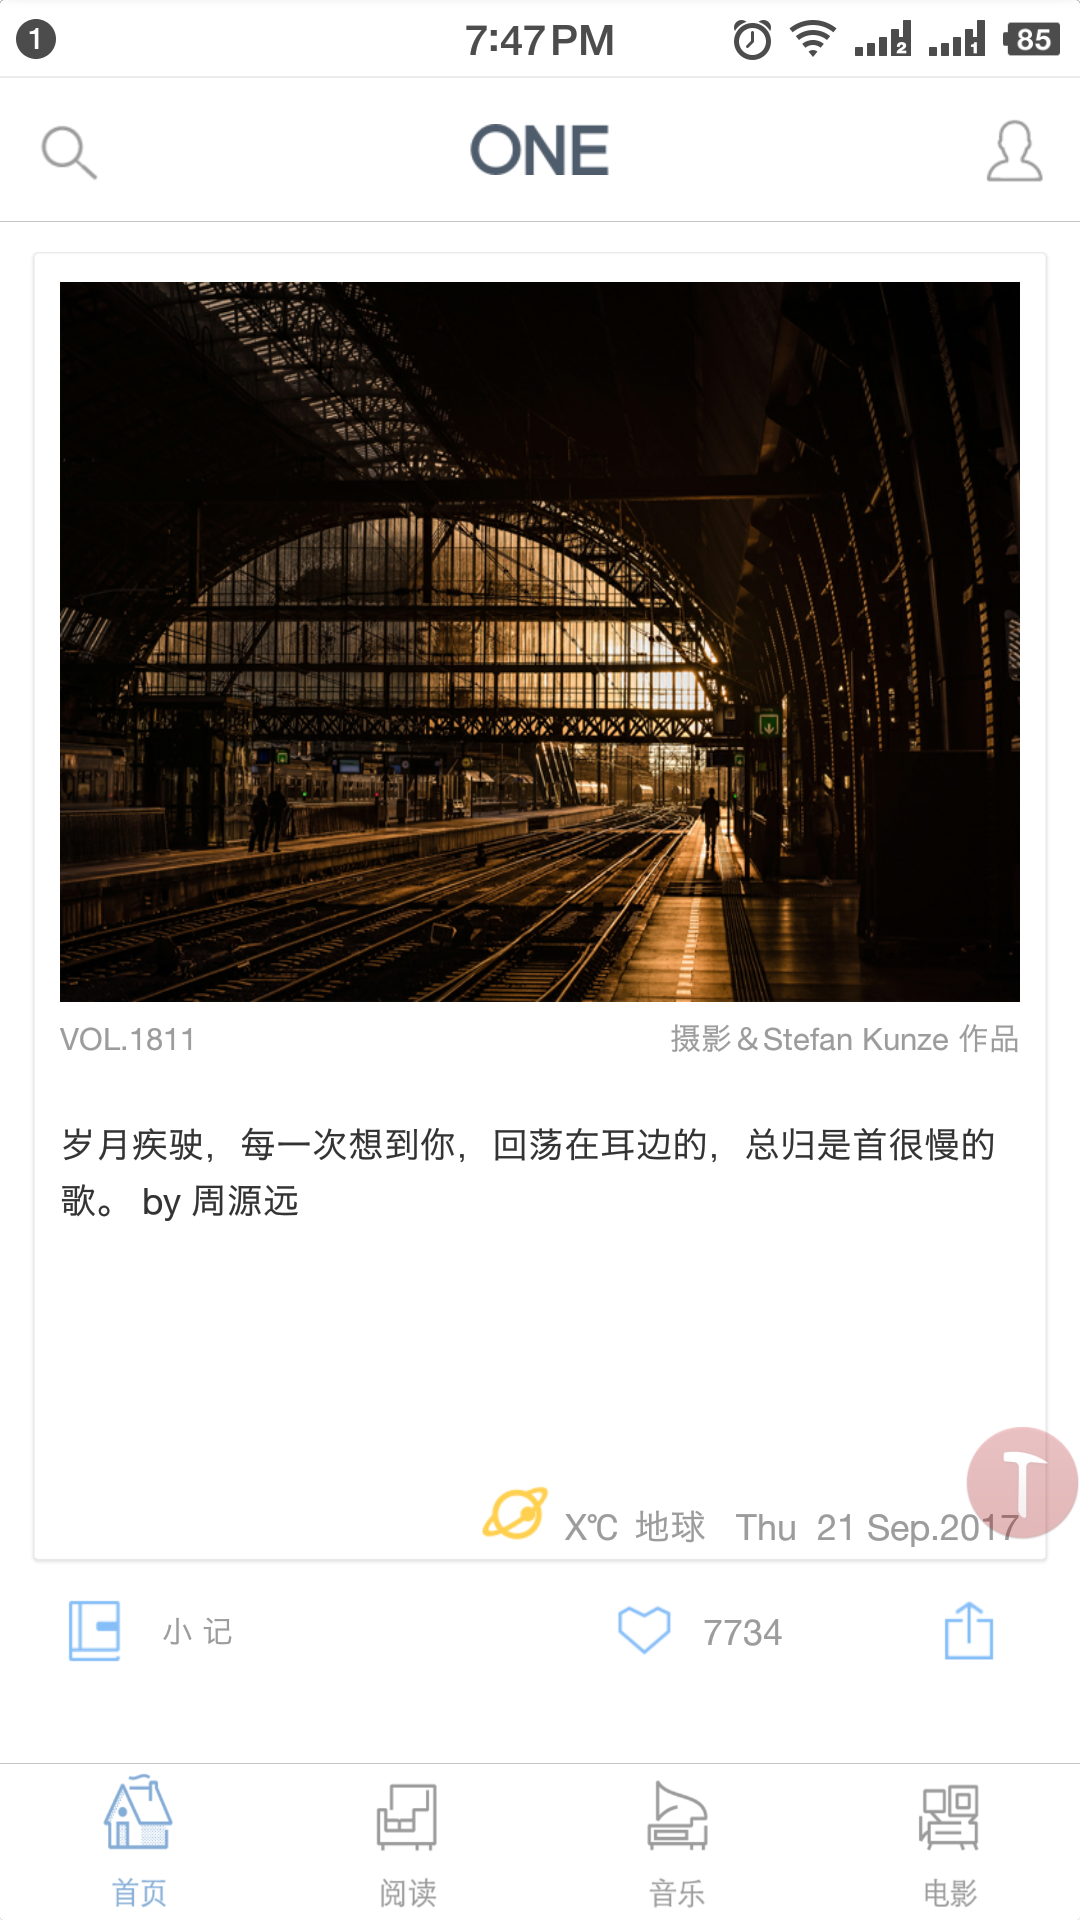 1
7:47PM
2
1
85
ONE
VOL.1811
摄影&Stefan Kunze 作品
岁月疾驶，每一次想到你，回荡在耳边的，总归是首很慢的
歌。 by 周源远
X℃ 地球 Thu 21 Sep.2017
小 记
7734
首页
阅读
音乐
电影